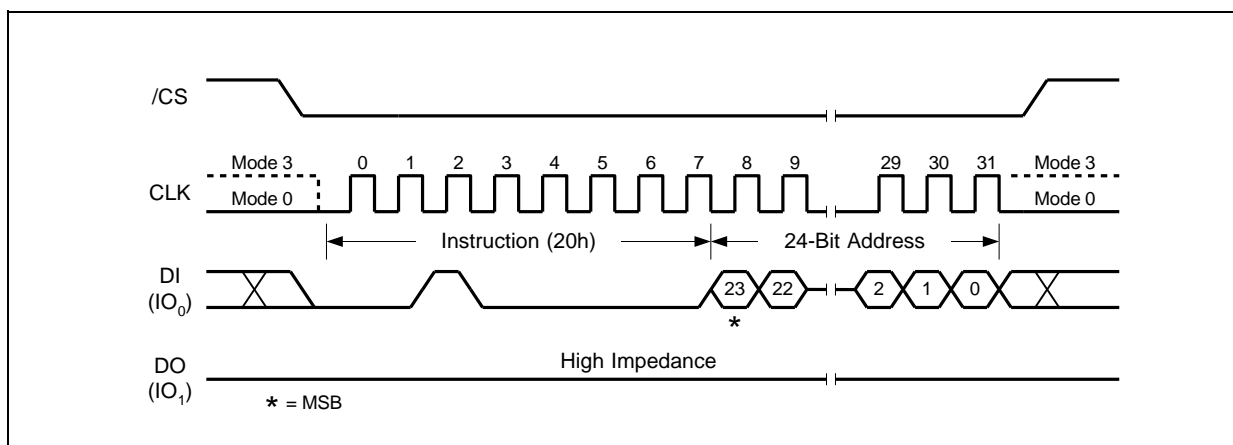 /CS
Mode 3 0 1 2 3 4 5 6 7 8 9 29 30 31 Mode 3
CLK
Mode 0 Mode 0
Instruction (20h) 24-Bit Address
DI
(IO0)
23 22 2 1 0
*
High Impedance
DO
(IO1)
* = MSB